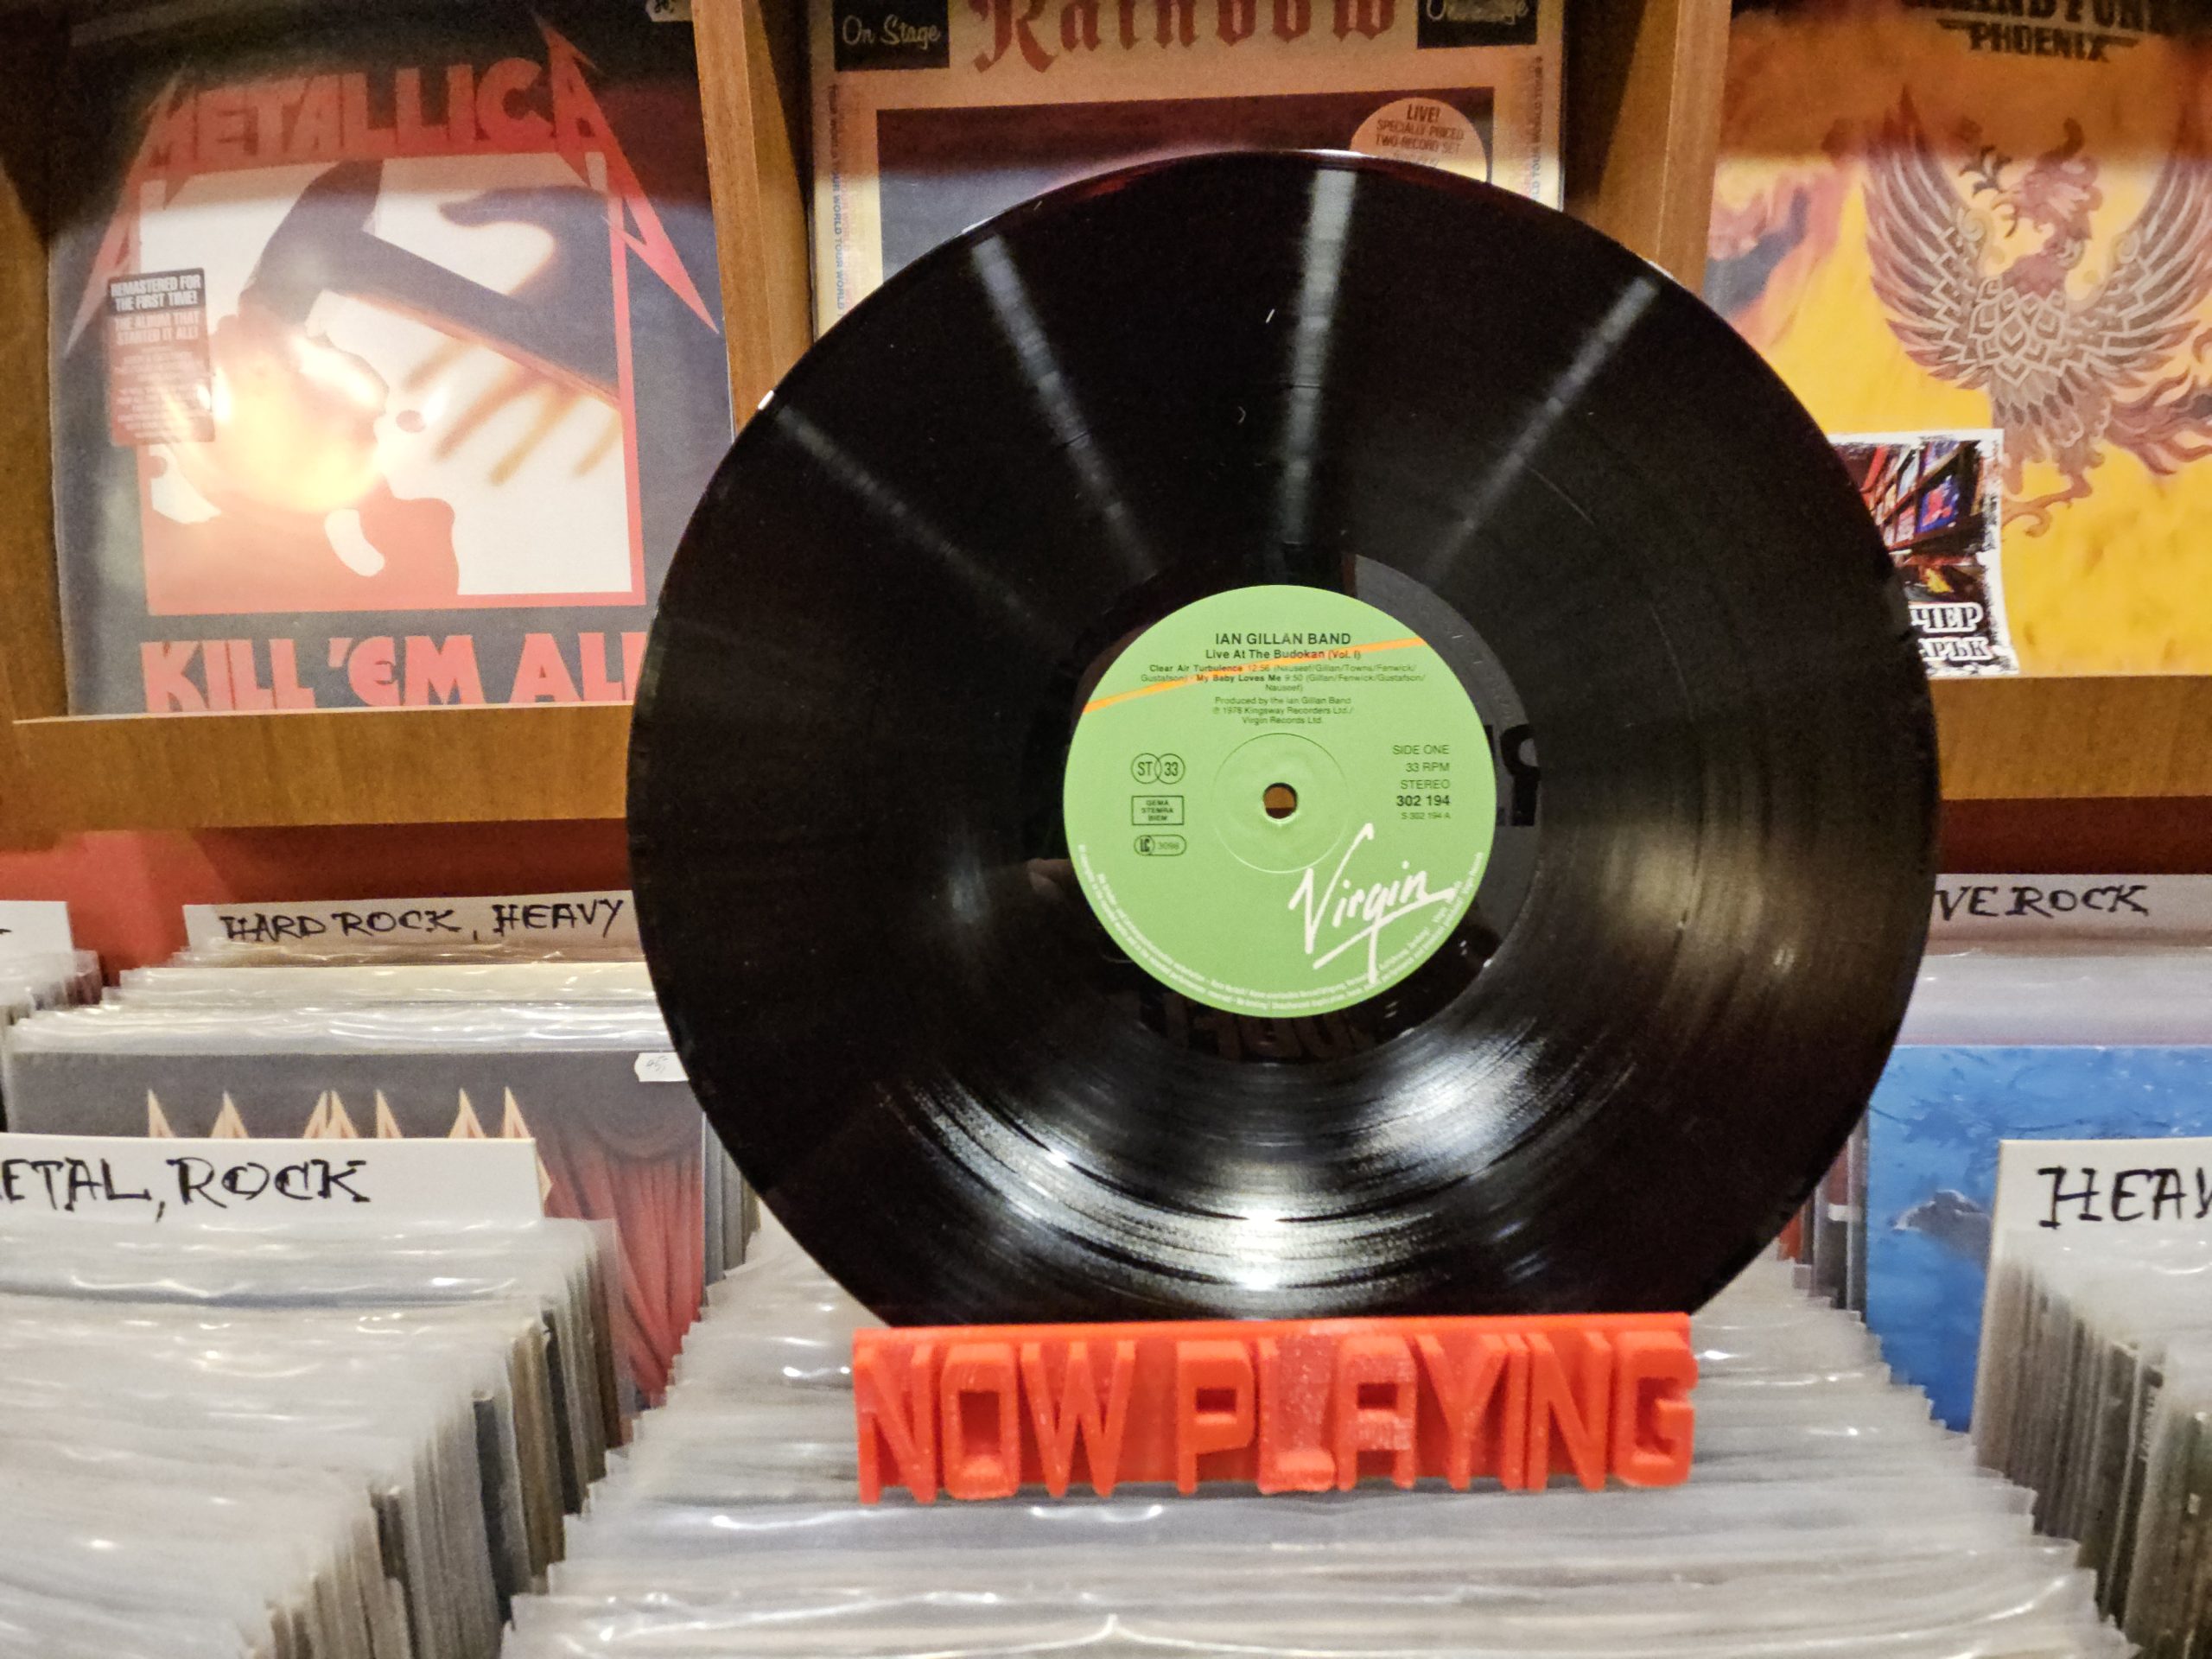 METALLICA
REMASTERED FOR
THE FIRST TIME!
THE ALBUM THAT
STARTED IT ALL!
KILL 'EM ALL
On Stage
Rainbow
On Stage
LIVE!
SPECIALLY PRICED
TWO-RECORD SET
PHOENIX
ЧЕР
IAN GILLAN BAND
Live At The Budokan (Vol. I)
Clear Air Turbulence 12:56 (Nauseef/Gillan/Towns/Fenwick/
Gustafson) · My Baby Loves Me 9:50 (Gillan/Fenwick/Gustafson/
Nauseef)
Produced by the Ian Gillan Band
℗ 1978 Kingsway Recorders Ltd./
Virgin Records Ltd.
ST 33
GEMA
STEMRA
BIEM
LC 3098
SIDE ONE
33 RPM
STEREO
302 194
S 302 194 A
Virgin
HARD ROCK, HEAVY
VE ROCK
ETAL, ROCK
HEAV
NOW PLAYING